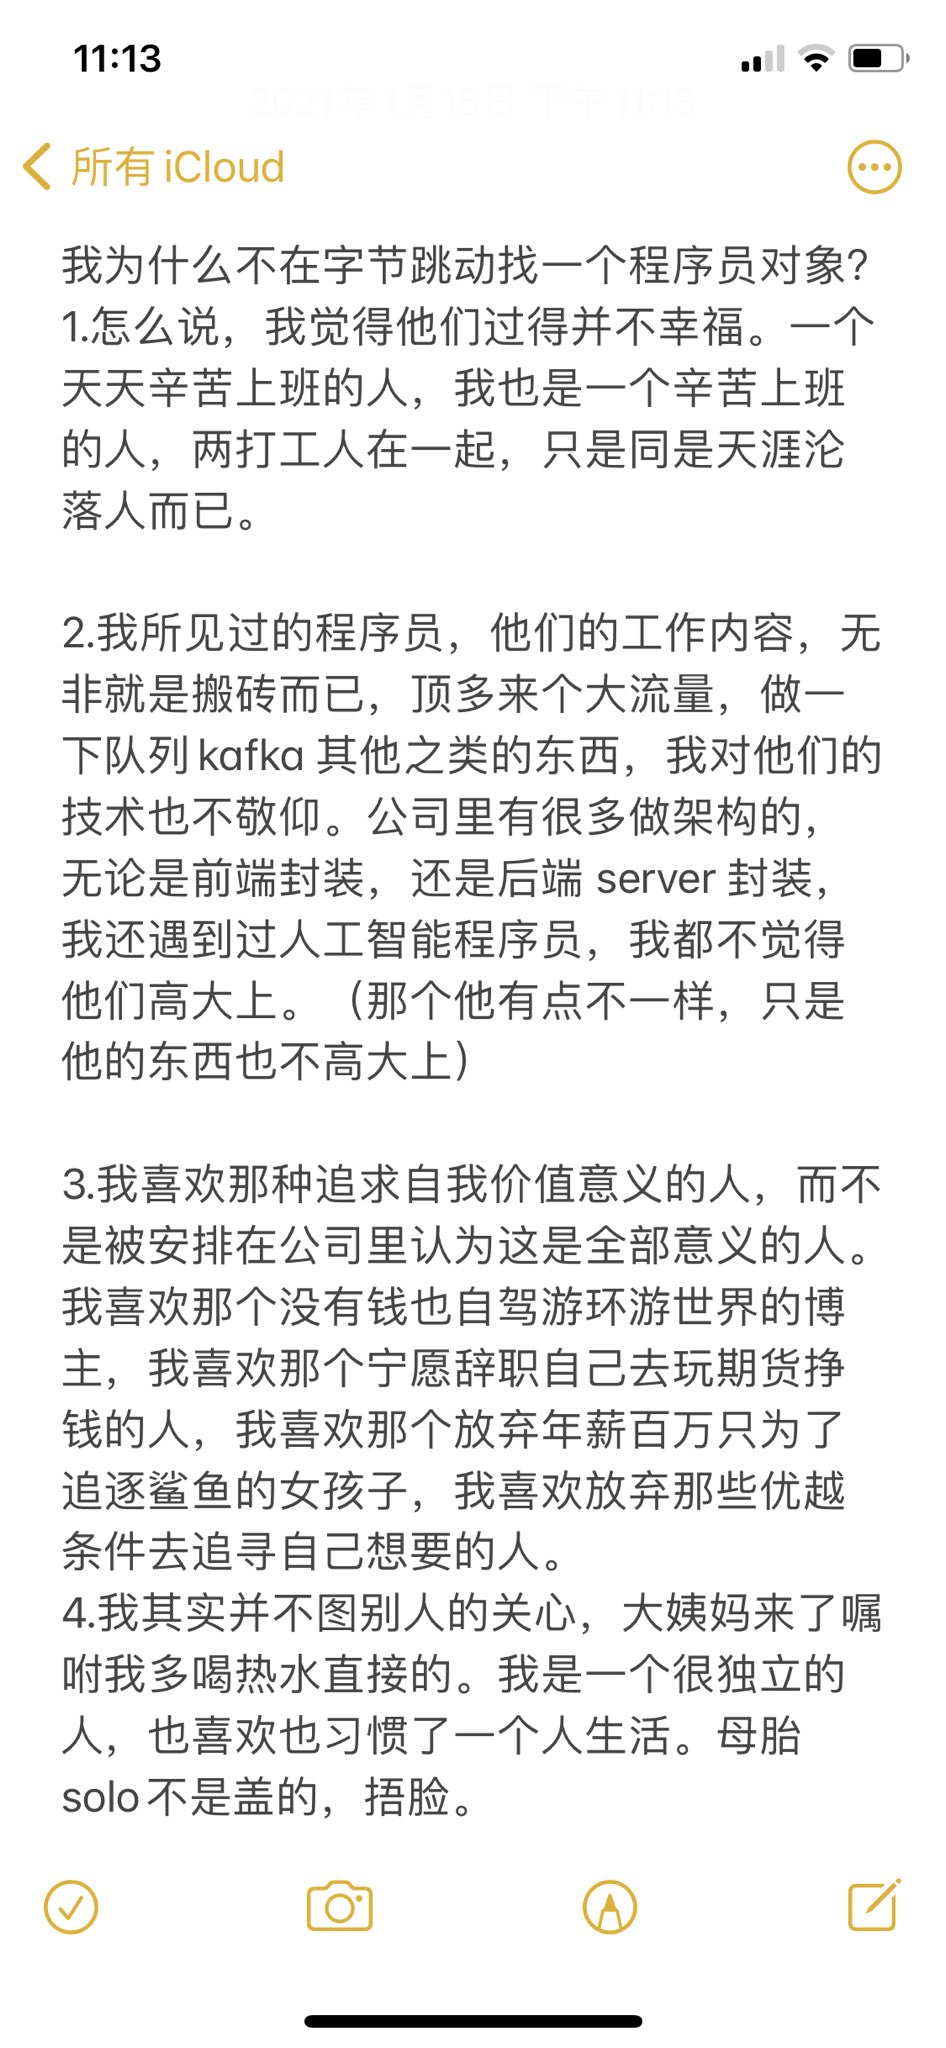 11:13
2021年1月15日 下午11:13
所有 iCloud
我为什么不在字节跳动找一个程序员对象?
1.怎么说，我觉得他们过得并不幸福。一个
天天辛苦上班的人，我也是一个辛苦上班
的人，两打工人在一起，只是同是天涯沦
落人而已。
2.我所见过的程序员，他们的工作内容，无
非就是搬砖而已，顶多来个大流量，做一
下队列 kafka 其他之类的东西，我对他们的
技术也不敬仰。公司里有很多做架构的，
无论是前端封装，还是后端 server 封装，
我还遇到过人工智能程序员，我都不觉得
他们高大上。（那个他有点不一样，只是
他的东西也不高大上）
3.我喜欢那种追求自我价值意义的人，而不
是被安排在公司里认为这是全部意义的人。
我喜欢那个没有钱也自驾游环游世界的博
主，我喜欢那个宁愿辞职自己去玩期货挣
钱的人，我喜欢那个放弃年薪百万只为了
追逐鲨鱼的女孩子，我喜欢放弃那些优越
条件去追寻自己想要的人。
4.我其实并不图别人的关心，大姨妈来了嘱
咐我多喝热水直接的。我是一个很独立的
人，也喜欢也习惯了一个人生活。母胎
solo 不是盖的，捂脸。